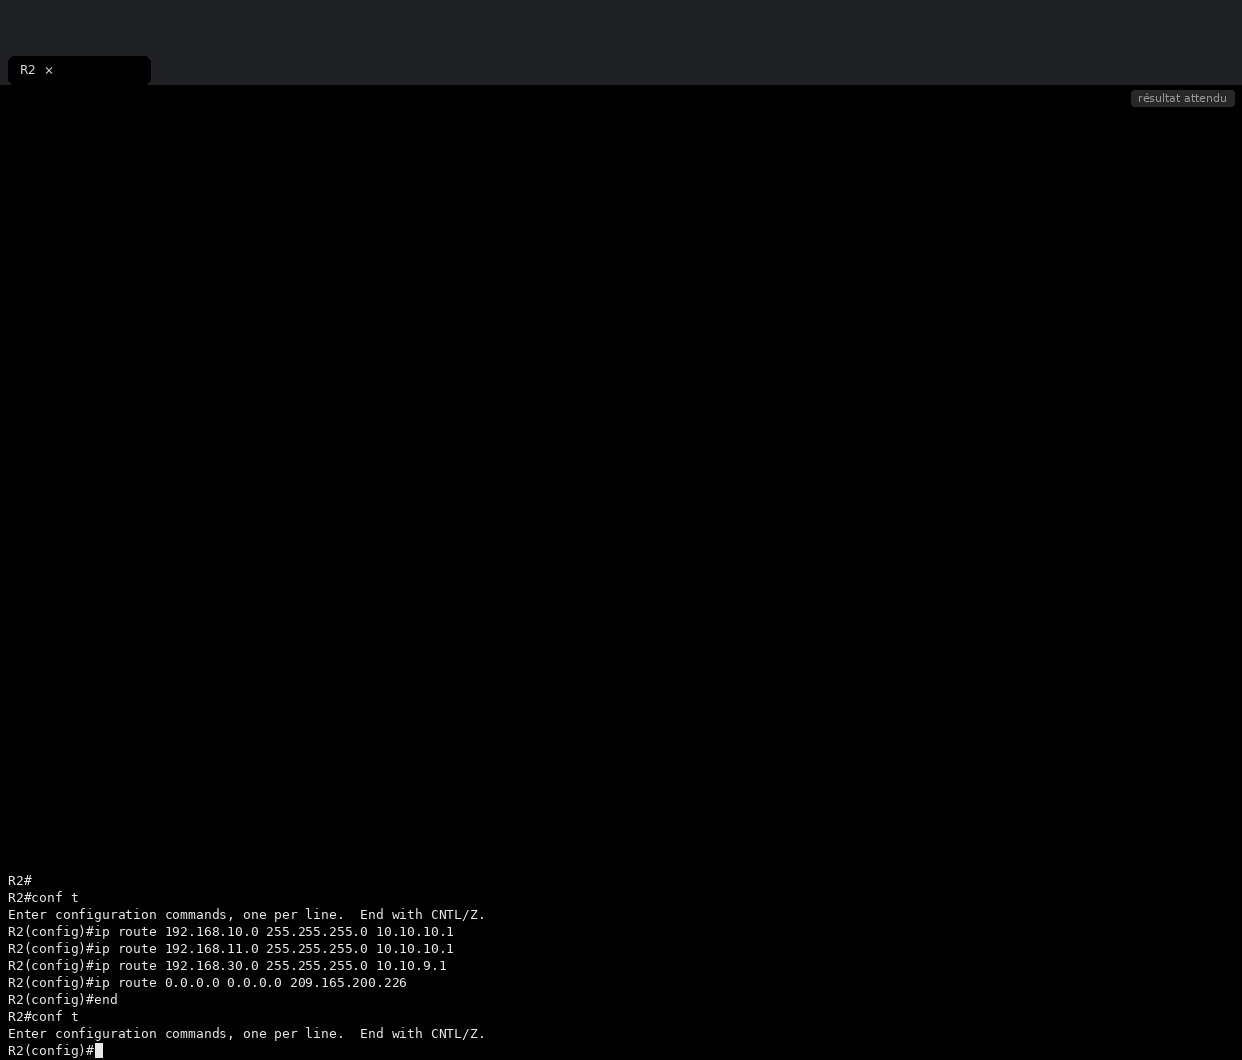 R2 ×
résultat attendu
R2#
R2#conf t
Enter configuration commands, one per line.  End with CNTL/Z.
R2(config)#ip route 192.168.10.0 255.255.255.0 10.10.10.1
R2(config)#ip route 192.168.11.0 255.255.255.0 10.10.10.1
R2(config)#ip route 192.168.30.0 255.255.255.0 10.10.9.1
R2(config)#ip route 0.0.0.0 0.0.0.0 209.165.200.226
R2(config)#end
R2#conf t
Enter configuration commands, one per line.  End with CNTL/Z.
R2(config)#